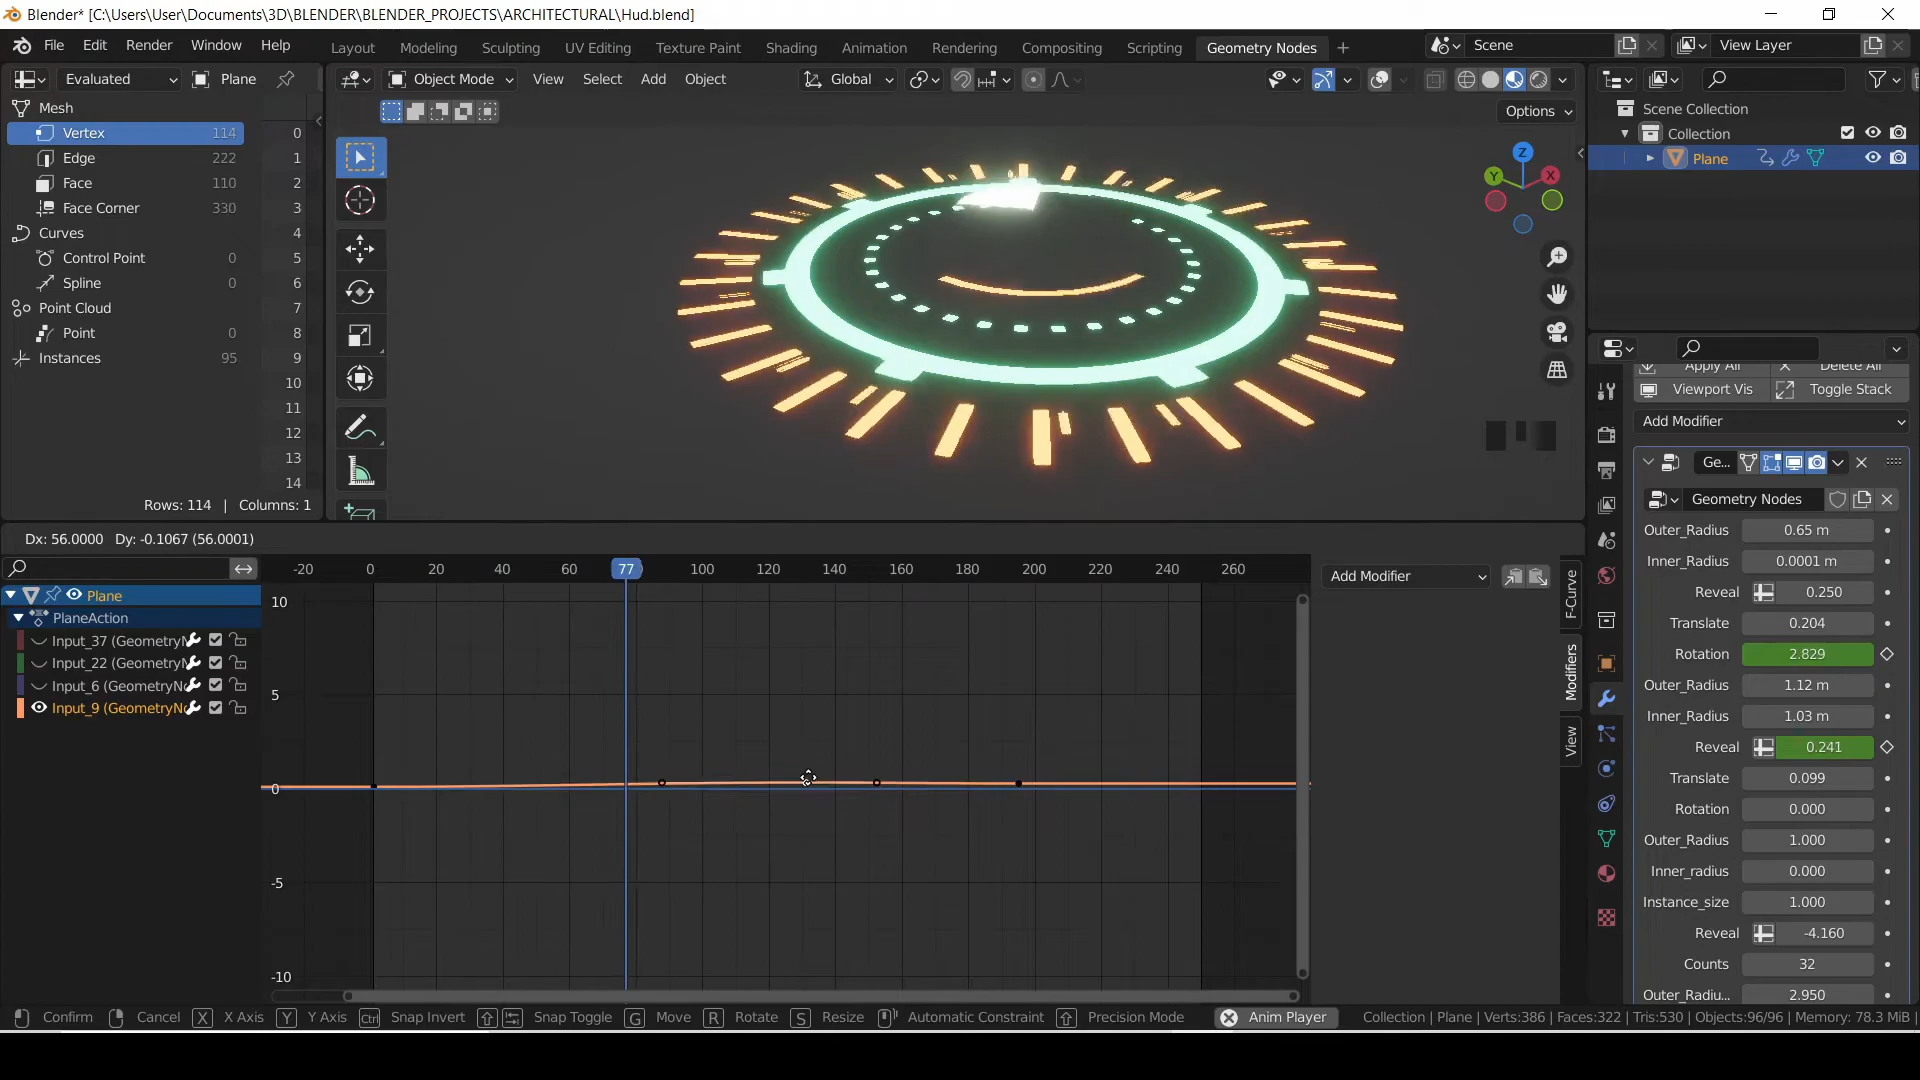 Blender* [C:\Users\User\Documents\3D\BLENDER\BLENDER_PROJECTS\ARCHITECTURAL\Hud.blend]
File Edit Render Window Help Layout Modeling Sculpting UV Editing Texture Paint Shading Animation Rendering Compositing Scripting Geometry Nodes + Scene View Layer
Evaluated Plane Object Mode View Select Add Object Global
Options
Mesh
Vertex 114
Edge 222
Face 110
Face Corner 330
Curves
Control Point 0
Spline 0
Point Cloud
Point 0
Instances 95
0
1
2
3
4
5
6
7
8
9
10
11
12
13
14
Rows: 114 | Columns: 1
Z
Y
X
Scene Collection
Collection
Plane
Apply All Delete All
Viewport Vis Toggle Stack
Add Modifier
Ge...
Geometry Nodes
Outer_Radius 0.65 m
Inner_Radius 0.0001 m
Reveal 0.250
Translate 0.204
Rotation 2.829
Outer_Radius 1.12 m
Inner_Radius 1.03 m
Reveal 0.241
Translate 0.099
Rotation 0.000
Outer_Radius 1.000
Inner_radius 0.000
Instance_size 1.000
Reveal -4.160
Counts 32
Outer_Radiu... 2.950
Dx: 56.0000 Dy: -0.1067 (56.0001)
-20 0 20 40 60 77 100 120 140 160 180 200 220 240 260
Plane
PlaneAction
Input_37 (Geometry
Input_22 (Geometry
Input_6 (GeometryN
Input_9 (GeometryN
10
5
0
-5
-10
Add Modifier
F-Curve
Modifiers
View
Confirm Cancel X X Axis Y Y Axis Ctrl Snap Invert Snap Toggle G Move R Rotate S Resize Automatic Constraint Precision Mode Anim Player Collection | Plane | Verts:386 | Faces:322 | Tris:530 | Objects:96/96 | Memory: 78.3 MiB